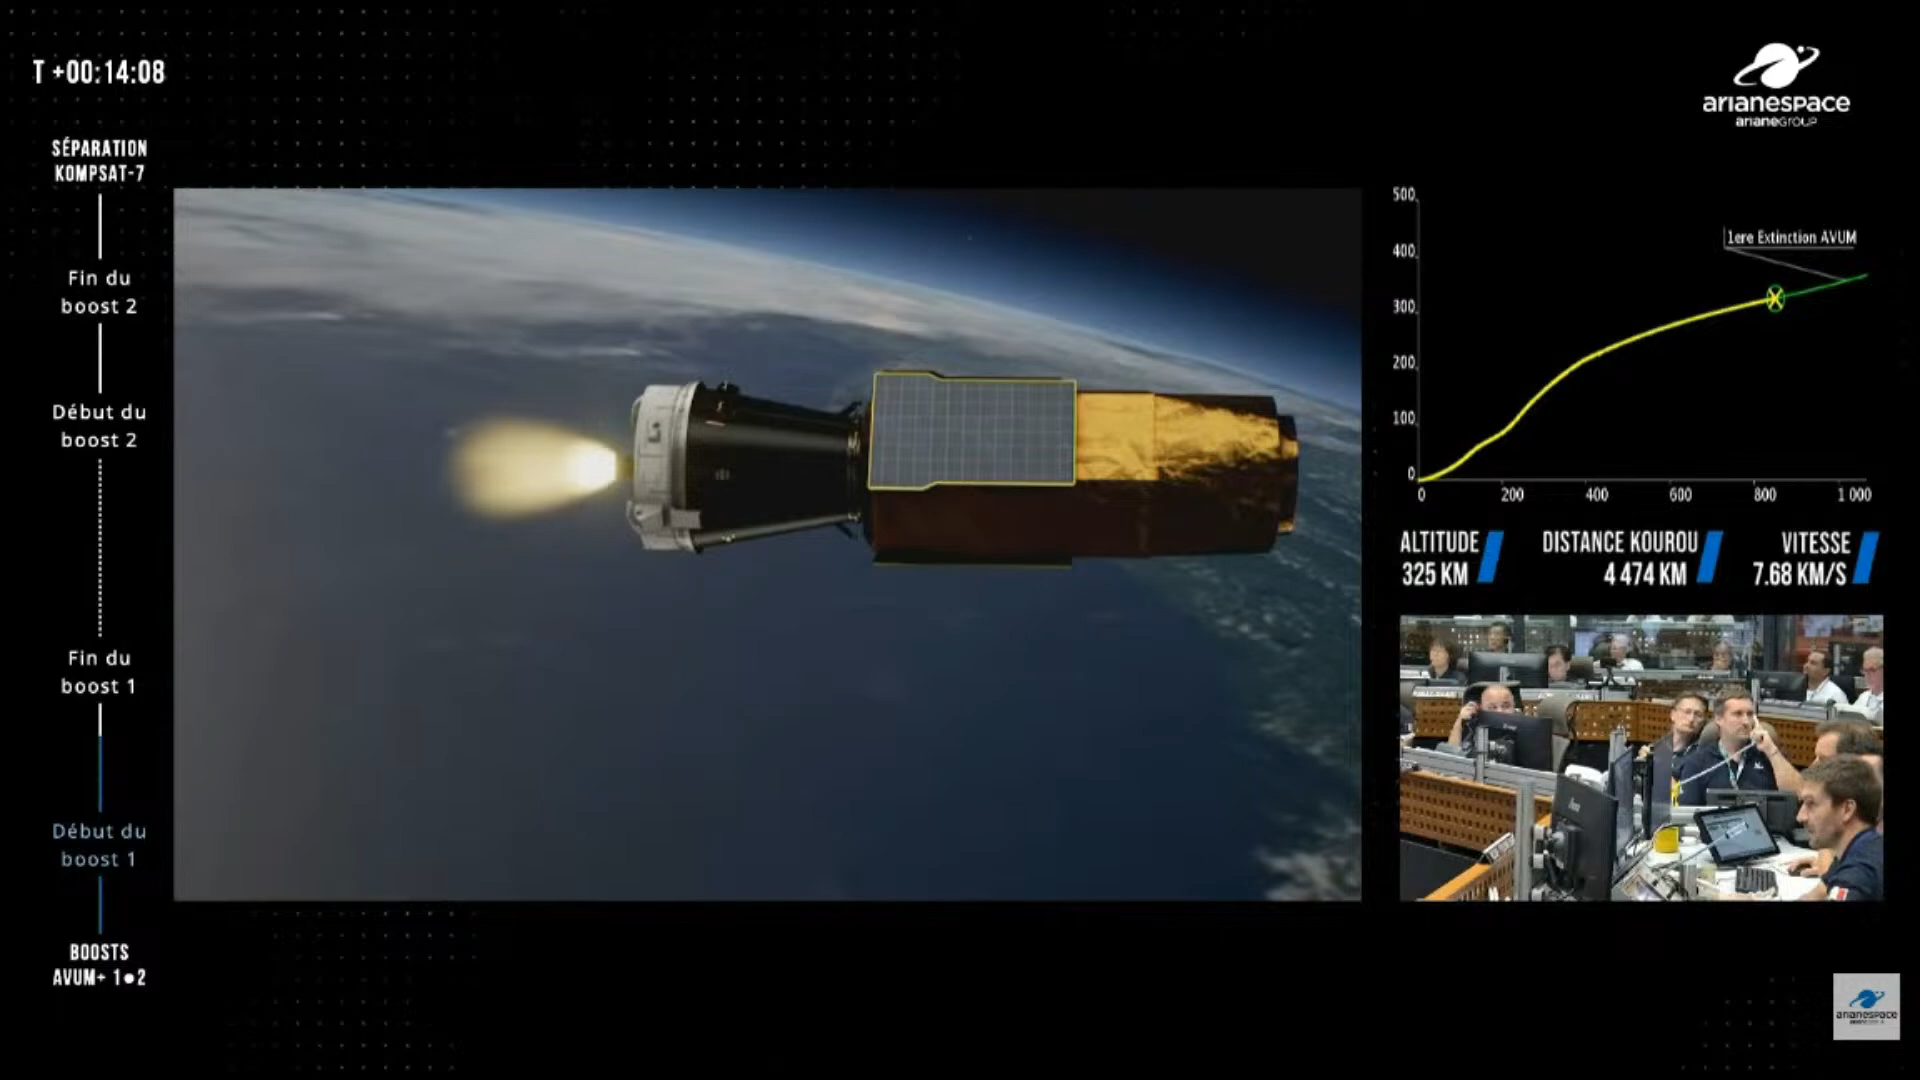 T +00:14:08
arianespace
arianeGROUP
SÉPARATION
KOMPSAT-7
Fin du
boost 2
Début du
boost 2
Fin du
boost 1
Début du
boost 1
BOOSTS
AVUM+ 1●2
500
400
300
200
100
0
0 200 400 600 800 1 000
1ere Extinction AVUM
ALTITUDE
325 KM
DISTANCE KOUROU
4 474 KM
VITESSE
7.68 KM/S
arianespace